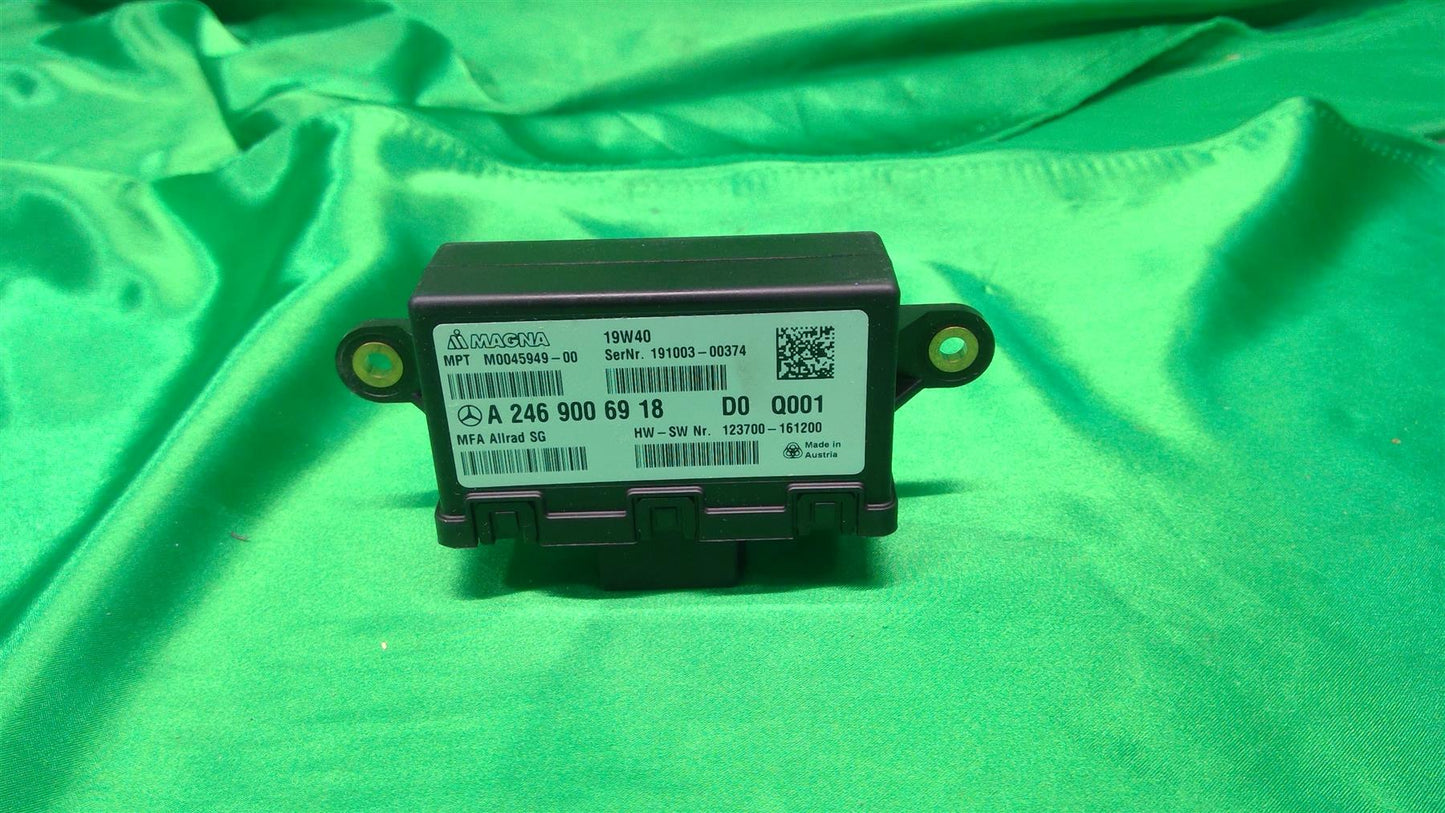 MAGNA 19W40
MPT M0045949-00 SerNr. 191003-00374
A 246 900 69 18 D0 Q001
MFA Allrad SG HW-SW Nr. 123700-161200
Made in
Austria